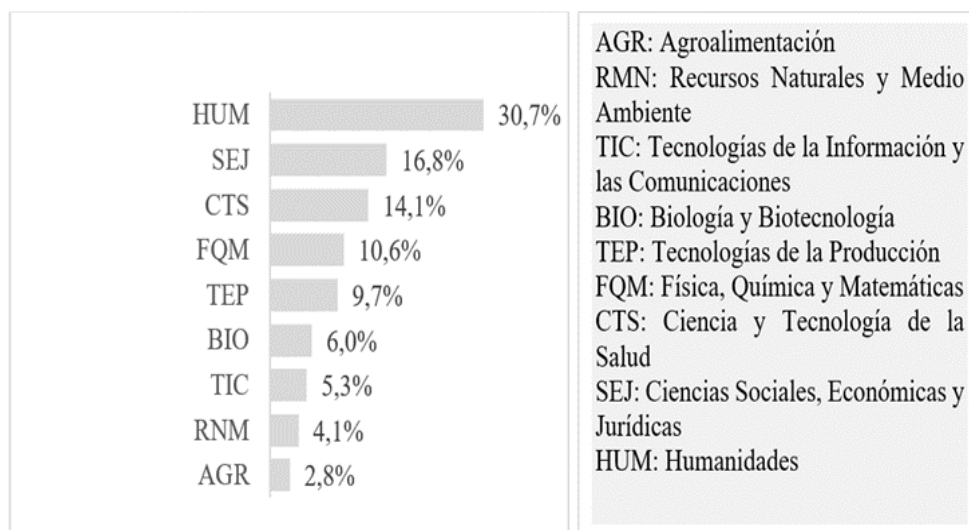 HUM 30,7%
SEJ 16,8%
CTS 14,1%
FQM 10,6%
TEP 9,7%
BIO 6,0%
TIC 5,3%
RNM 4,1%
AGR 2,8%
AGR: Agroalimentación
RMN: Recursos Naturales y Medio
Ambiente
TIC: Tecnologías de la Información y
las Comunicaciones
BIO: Biología y Biotecnología
TEP: Tecnologías de la Producción
FQM: Física, Química y Matemáticas
CTS: Ciencia y Tecnología de la
Salud
SEJ: Ciencias Sociales, Económicas y
Jurídicas
HUM: Humanidades